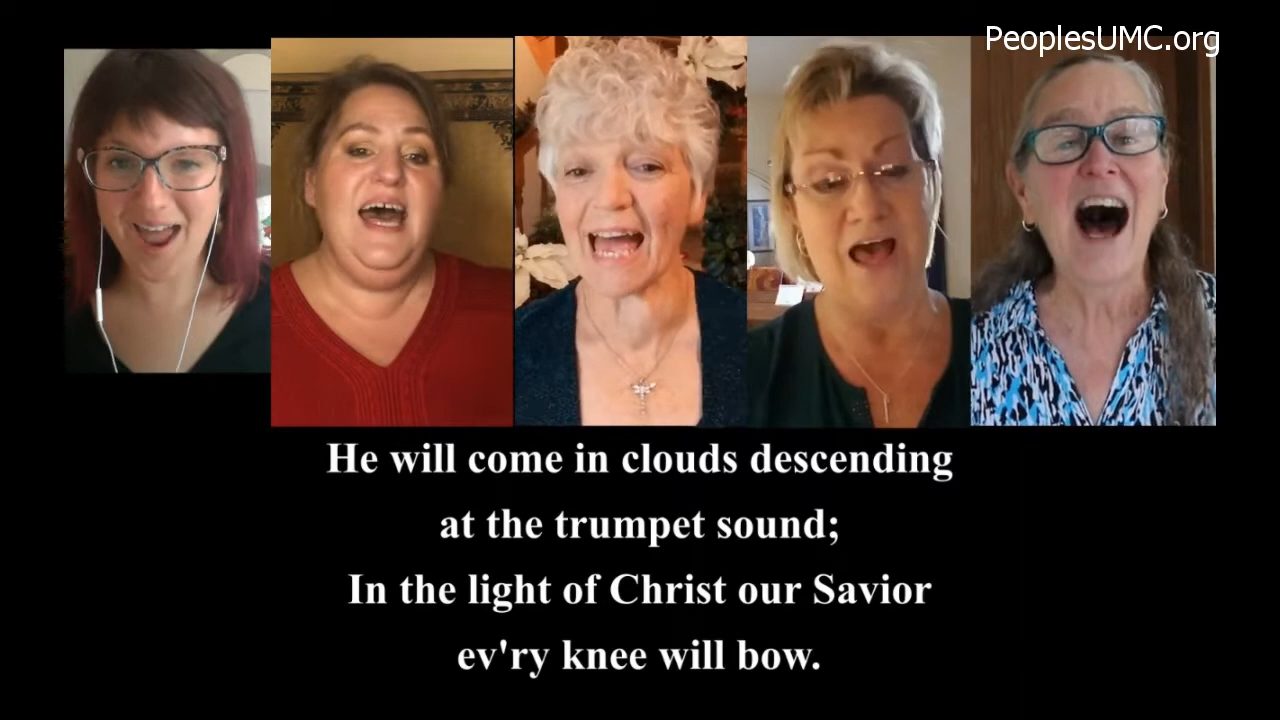 PeoplesUMC.org
He will come in clouds descending
at the trumpet sound;
In the light of Christ our Savior
ev'ry knee will bow.